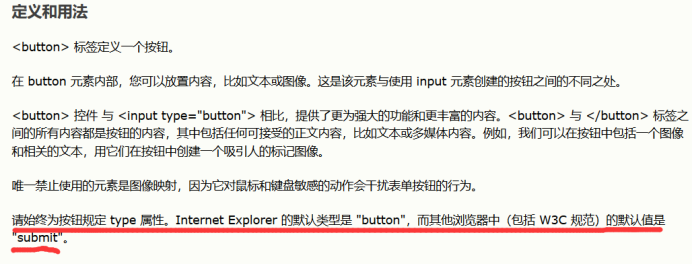 定义和用法
<button> 标签定义一个按钮。
在 button 元素内部，您可以放置内容，比如文本或图像。这是该元素与使用 input 元素创建的按钮之间的不同之处。
<button> 控件 与 <input type="button"> 相比，提供了更为强大的功能和更丰富的内容。<button> 与 </button> 标签之
间的所有内容都是按钮的内容，其中包括任何可接受的正文内容，比如文本或多媒体内容。例如，我们可以在按钮中包括一个图像
和相关的文本，用它们在按钮中创建一个吸引人的标记图像。
唯一禁止使用的元素是图像映射，因为它对鼠标和键盘敏感的动作会干扰表单按钮的行为。
请始终为按钮规定 type 属性。Internet Explorer 的默认类型是 "button"，而其他浏览器中（包括 W3C 规范）的默认值是
"submit"。